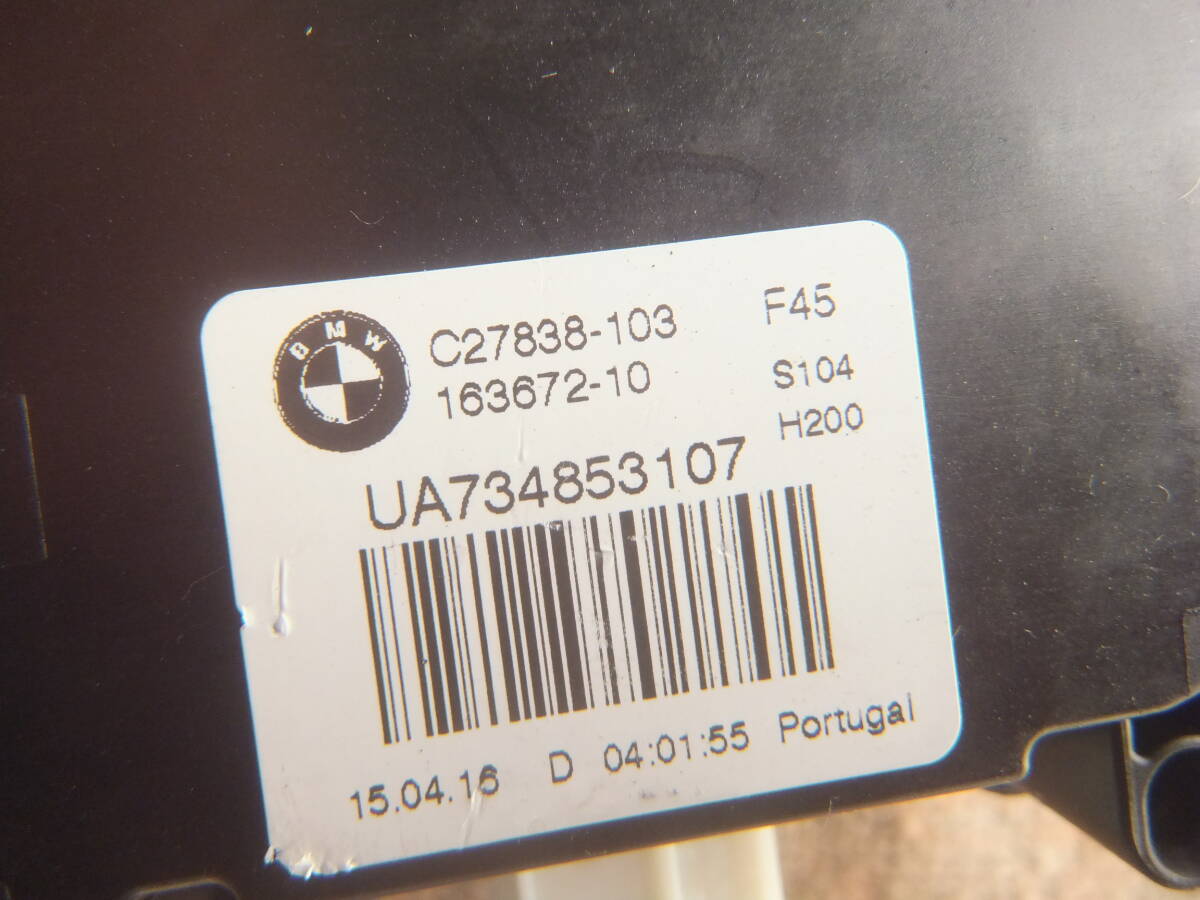 BMW
C27838-103 F45
163672-10 S104
H200
UA734853107
15.04.16 D 04:01:55 Portugal